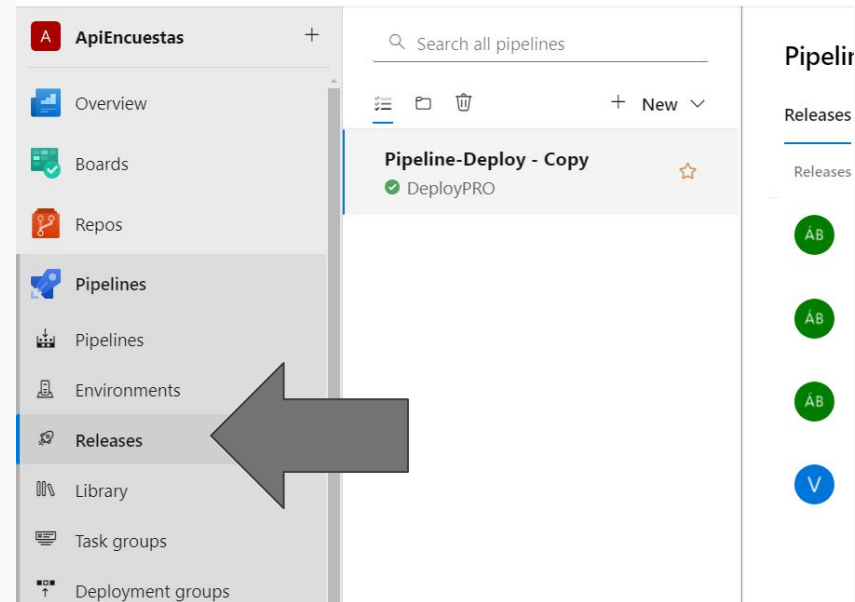 A ApiEncuestas +
Overview
Boards
Repos
Pipelines
Pipelines
Environments
Releases
Library
Task groups
Deployment groups
Search all pipelines
+ New
Pipeline-Deploy - Copy
DeployPRO
Releases
Releases
ÁB
ÁB
ÁB
V